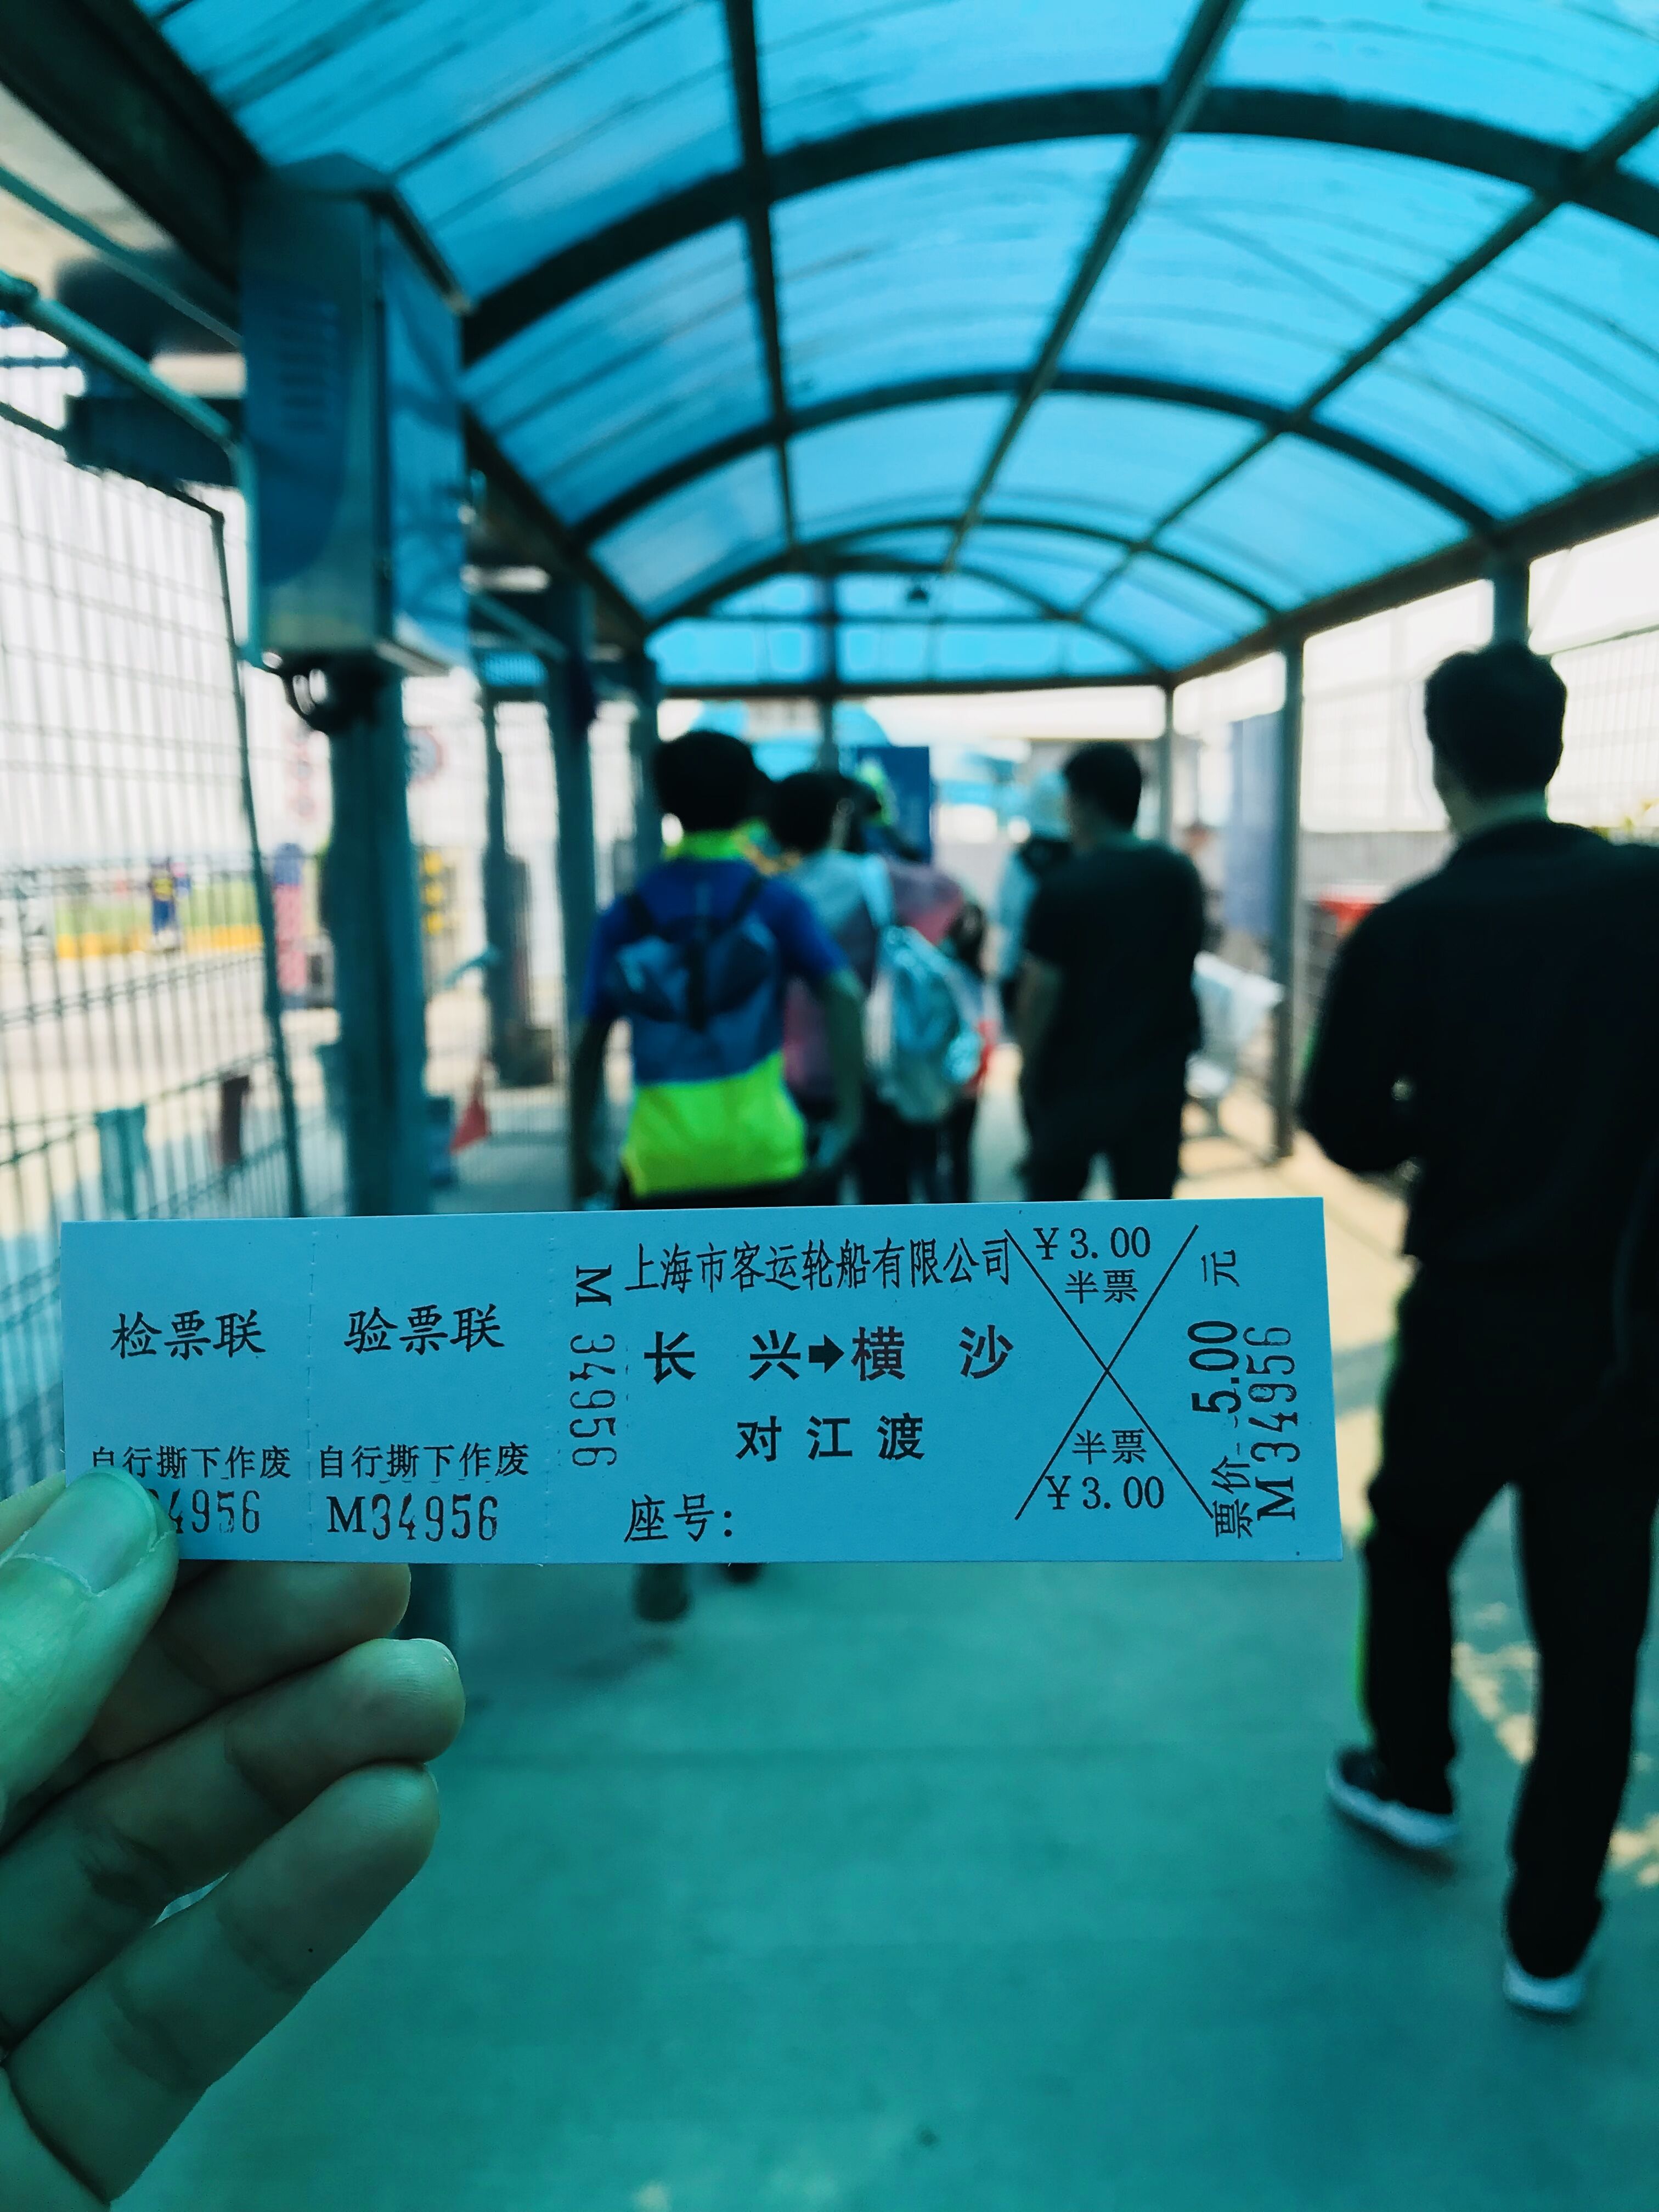 检票联
自行撕下作废
4956
验票联
自行撕下作废
M34956
M 34956
上海市客运轮船有限公司
长 兴➡横 沙
对江渡
座号:
¥3.00
半票
半票
¥3.00
票价 5.00 元
M34956